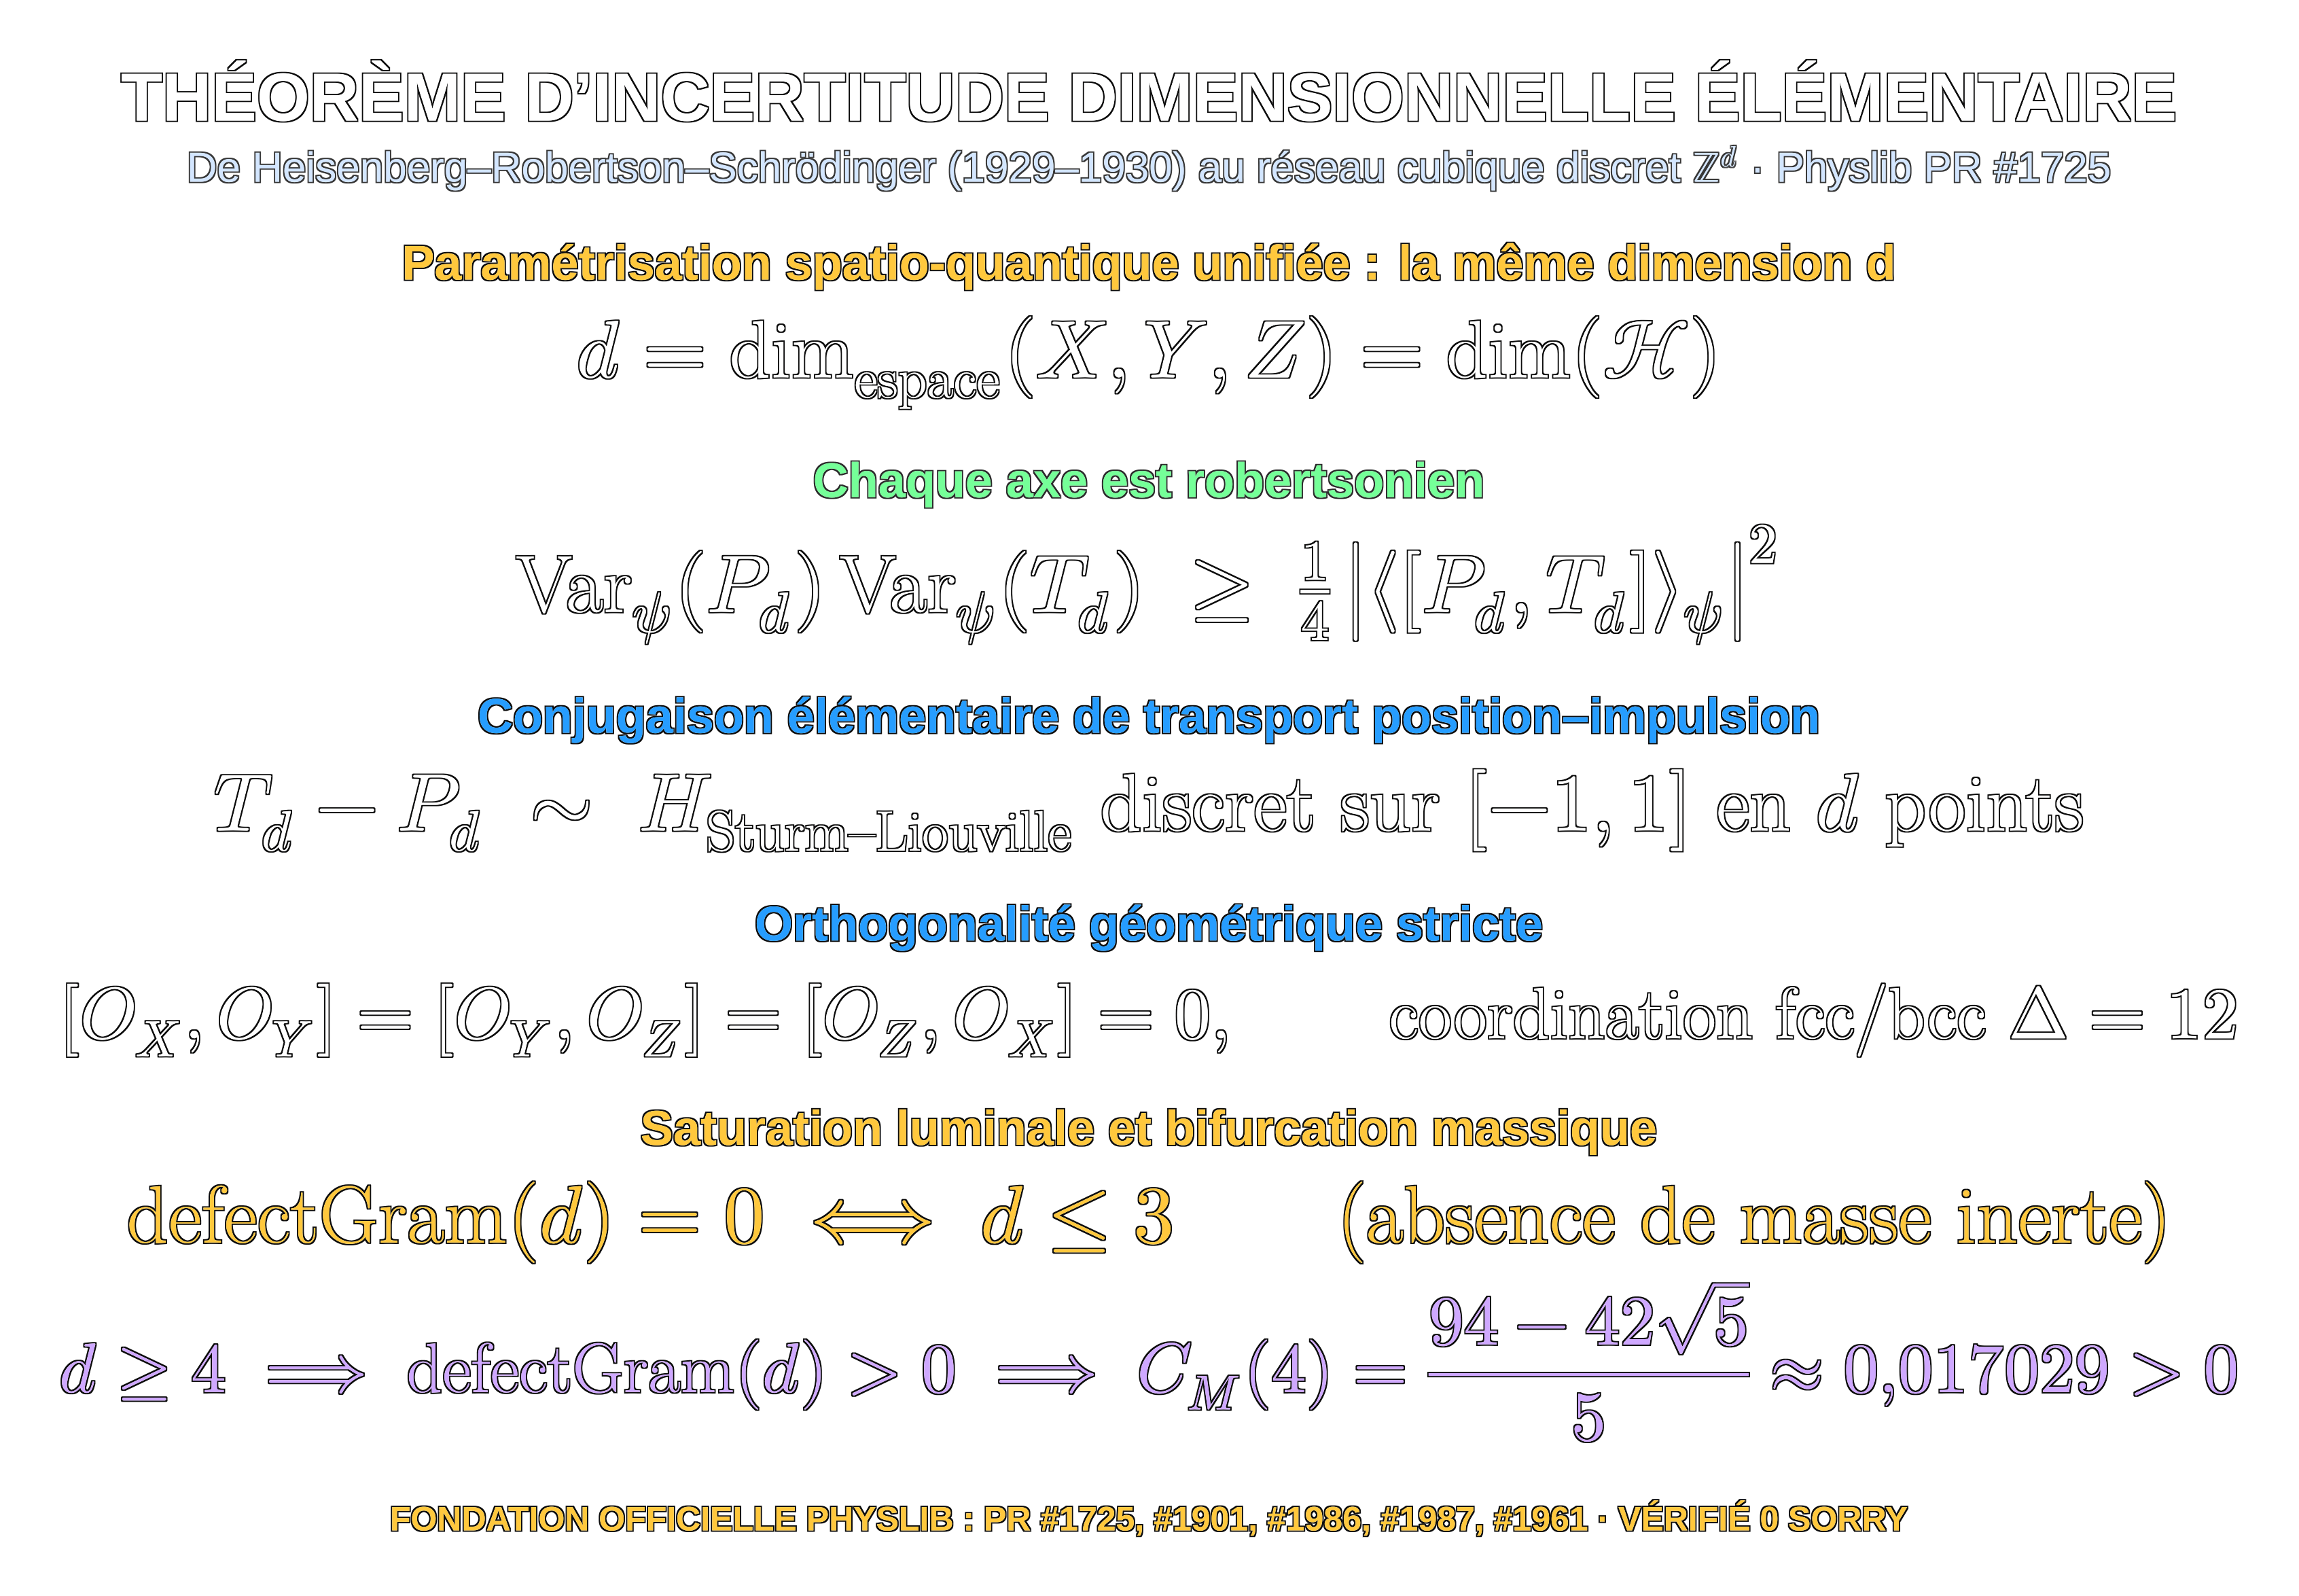 THÉORÈME D’INCERTITUDE DIMENSIONNELLE ÉLÉMENTAIRE
De Heisenberg–Robertson–Schrödinger (1929–1930) au réseau cubique discret ℤ^d · Physlib PR #1725
Paramétrisation spatio-quantique unifiée : la même dimension d
d = dim_espace(X, Y, Z) = dim(ℋ)
Chaque axe est robertsonien
Var_ψ(P_d) Var_ψ(T_d) ≥ 1/4 |⟨[P_d, T_d]⟩_ψ|²
Conjugaison élémentaire de transport position–impulsion
T_d − P_d ∼ H_Sturm–Liouville discret sur [−1, 1] en d points
Orthogonalité géométrique stricte
[O_X, O_Y] = [O_Y, O_Z] = [O_Z, O_X] = 0, coordination fcc/bcc △ = 12
Saturation luminale et bifurcation massique
defectGram(d) = 0 ⟺ d ≤ 3 (absence de masse inerte)
d ≥ 4 ⟹ defectGram(d) > 0 ⟹ C_M(4) = (94 − 42√5)/5 ≈ 0,017029 > 0
FONDATION OFFICIELLE PHYSLIB : PR #1725, #1901, #1986, #1987, #1961 · VÉRIFIÉ 0 SORRY